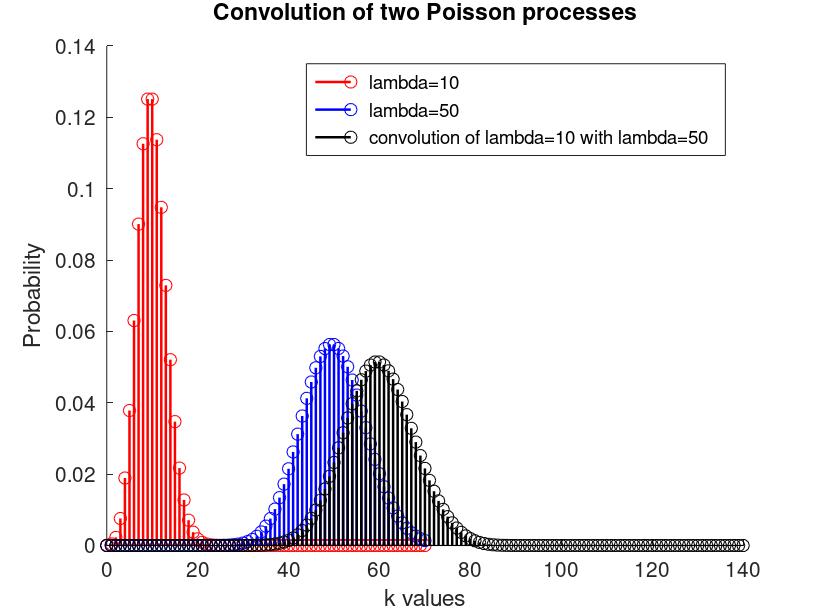 Convolution of two Poisson processes
0.14
lambda=10
lambda=50
convolution of lambda=10 with lambda=50
0.12
0.1
0.08
Probability
0.06
0.04
0.02
0
0 20 40 60 80 100 120 140
k values